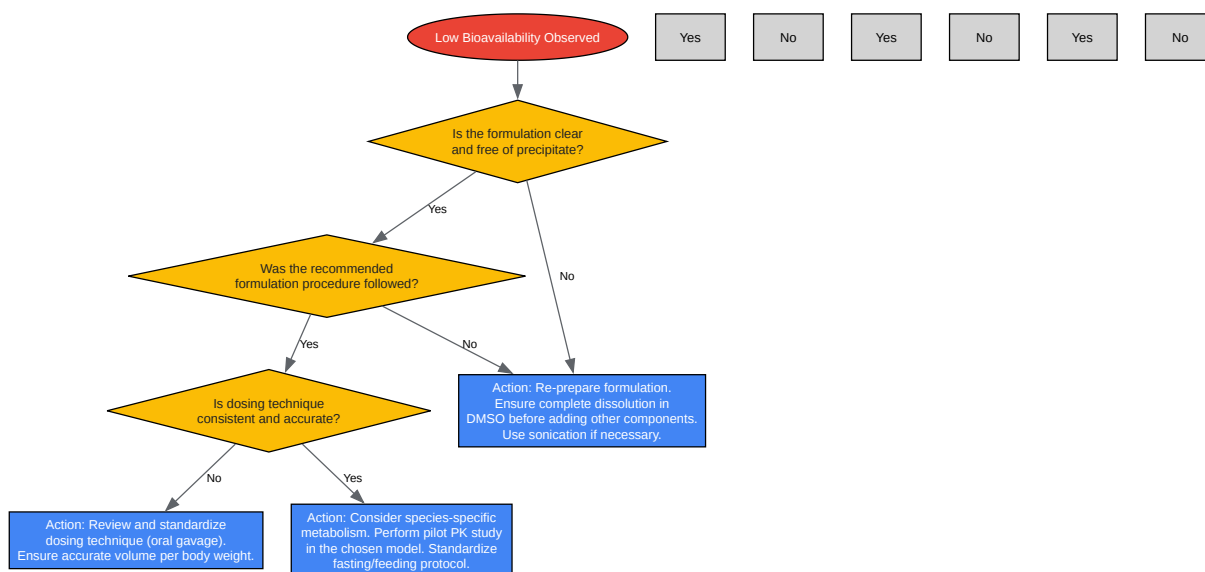 Low Bioavailability Observed
Yes
No
Yes
No
Yes
No
Is the formulation clear
and free of precipitate?
Yes
Was the recommended
formulation procedure followed?
No
Yes
No
Is dosing technique
consistent and accurate?
Action: Re-prepare formulation.
Ensure complete dissolution in
DMSO before adding other components.
Use sonication if necessary.
No
Yes
Action: Review and standardize
dosing technique (oral gavage).
Ensure accurate volume per body weight.
Action: Consider species-specific
metabolism. Perform pilot PK study
in the chosen model. Standardize
fasting/feeding protocol.